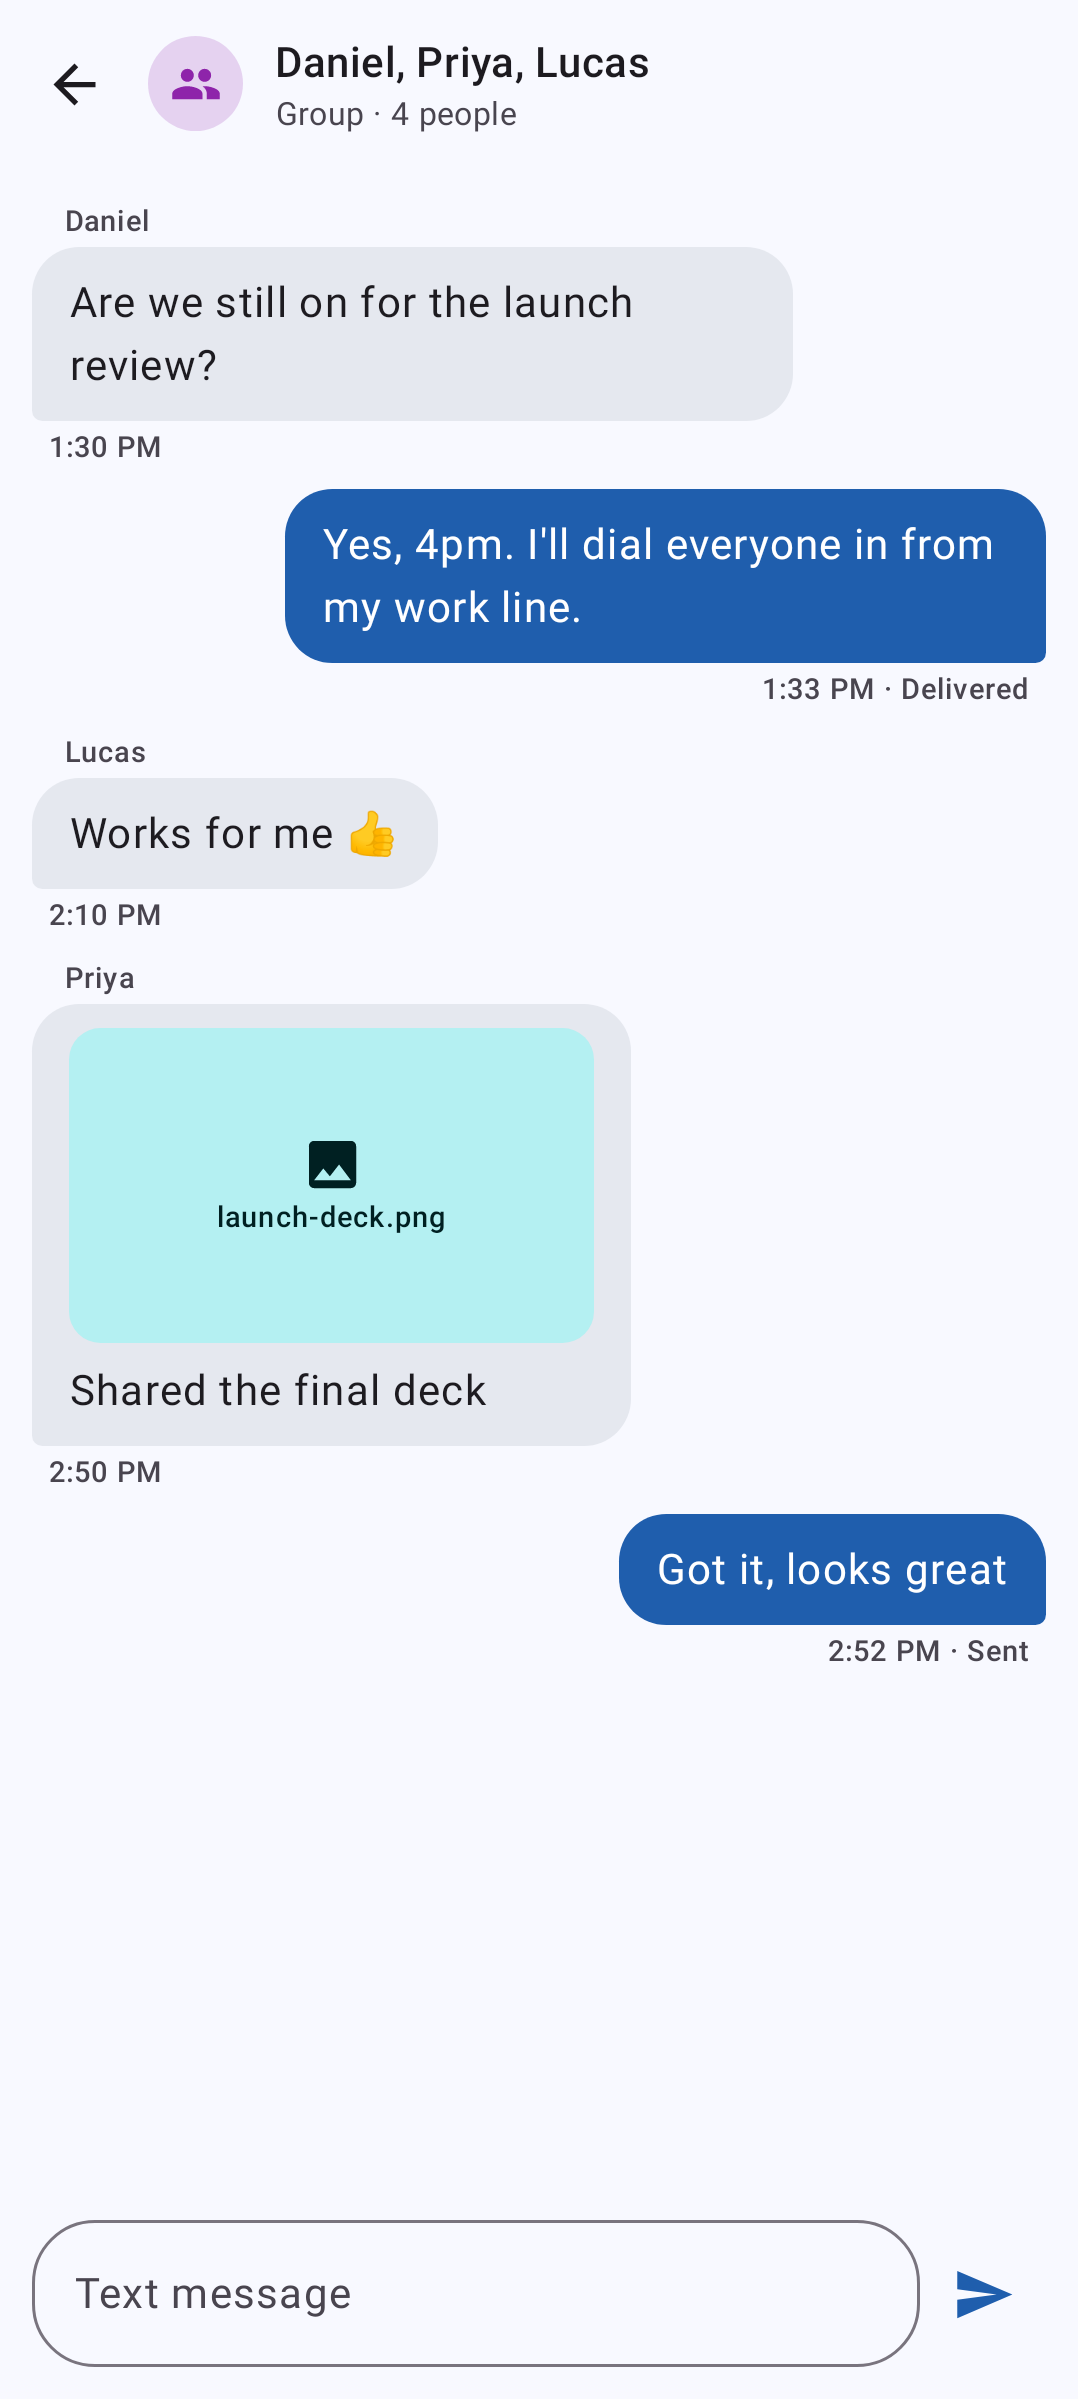 Daniel, Priya, Lucas
Group · 4 people
Daniel
Are we still on for the launch
review?
1:30 PM
Yes, 4pm. I'll dial everyone in from
my work line.
1:33 PM · Delivered
Lucas
Works for me 👍
2:10 PM
Priya
launch-deck.png
Shared the final deck
2:50 PM
Got it, looks great
2:52 PM · Sent
Text message